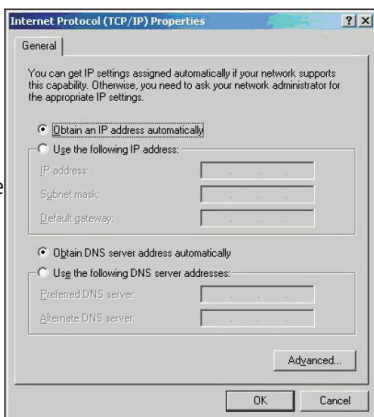 Internet Protocol (TCP/IP) Properties
General
You can get IP settings assigned automatically if your network supports
this capability. Otherwise, you need to ask your network administrator for
the appropriate IP settings.
Obtain an IP address automatically
Use the following IP address:
IP address:
Subnet mask:
Default gateway:
Obtain DNS server address automatically
Use the following DNS server addresses:
Preferred DNS server:
Alternate DNS server:
Advanced...
OK
Cancel